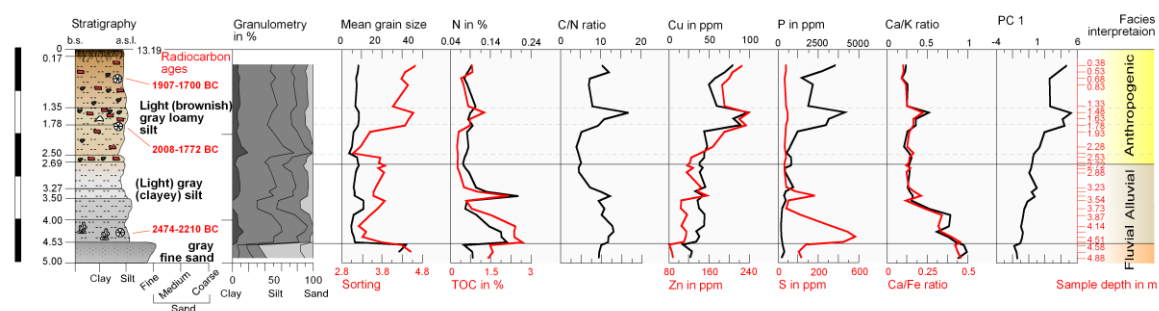 Stratigraphy
b.s. a.s.l.
0 13.19
0.17
1.35
1.78
2.50
2.69
3.27
3.50
4.00
4.53
5.00
Radiocarbon
ages
1907-1700 BC
Light (brownish)
gray loamy
silt
2008-1772 BC
(Light) gray
(clayey) silt
2474-2210 BC
gray
fine sand
Clay Silt Fine Medium Coarse
Sand
Granulometry
in %
0 50 100
Clay Silt Sand
Mean grain size
0 20 40
2.8 3.8 4.8
Sorting
N in %
0.04 0.14 0.24
0 1.5 3
TOC in %
C/N ratio
0 10 20
Cu in ppm
0 50 100
80 160 240
Zn in ppm
P in ppm
0 2500 5000
0 200 400 600
S in ppm
Ca/K ratio
0 0.5 1
0 0.25 0.5
Ca/Fe ratio
PC 1
-4 1 6
Facies
interpretaion
0.38
0.53
0.68
0.83
1.33
1.48
1.63
1.78
1.93
2.28
2.53
2.88
3.23
3.54
3.73
3.87
4.14
4.51
4.58
4.88
Anthropogenic
Alluvial
Fluvial
Sample depth in m